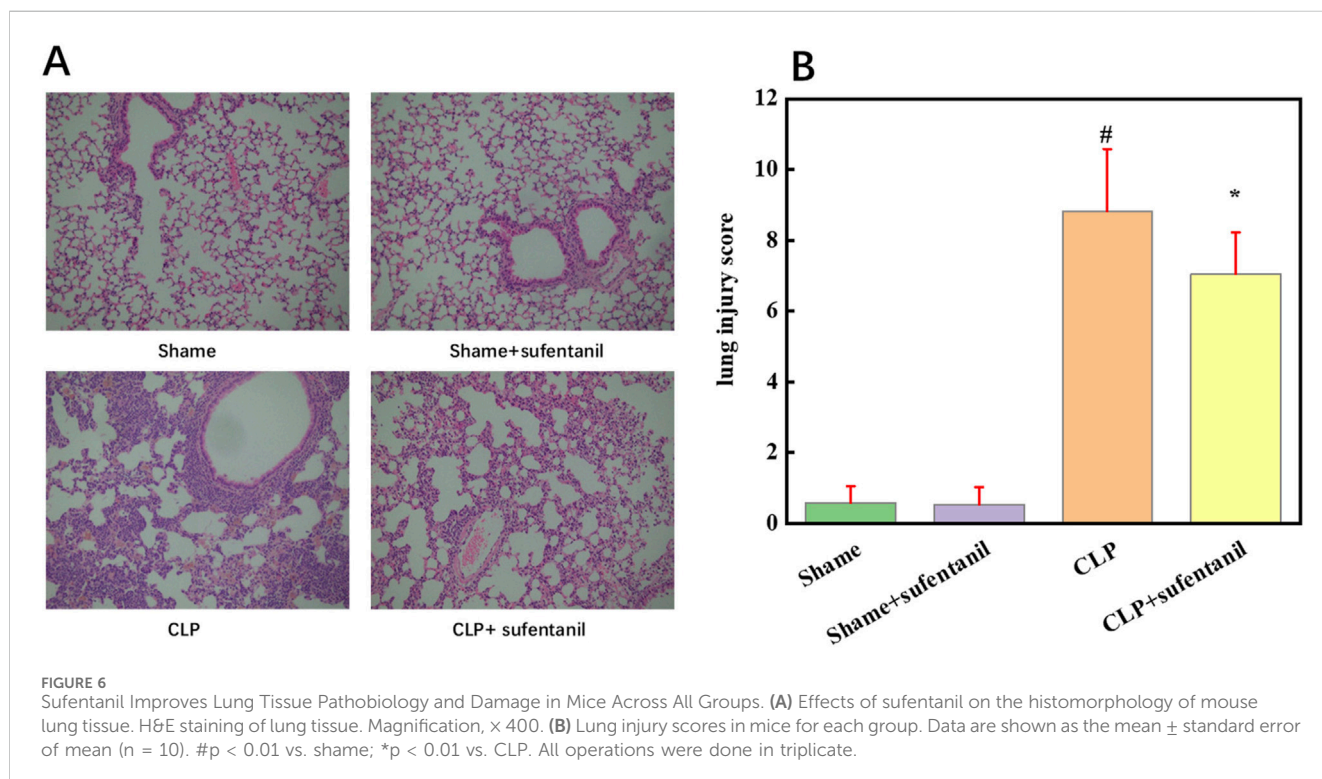 A
Shame
Shame+sufentanil
CLP
CLP+ sufentanil
B
12
10
8
6
4
2
0
lung injury score
#
*
Shame
Shame+sufentanil
CLP
CLP+sufentanil
FIGURE 6
Sufentanil Improves Lung Tissue Pathobiology and Damage in Mice Across All Groups. (A) Effects of sufentanil on the histomorphology of mouse
lung tissue. H&E staining of lung tissue. Magnification, × 400. (B) Lung injury scores in mice for each group. Data are shown as the mean ± standard error
of mean (n = 10). #p < 0.01 vs. shame; *p < 0.01 vs. CLP. All operations were done in triplicate.